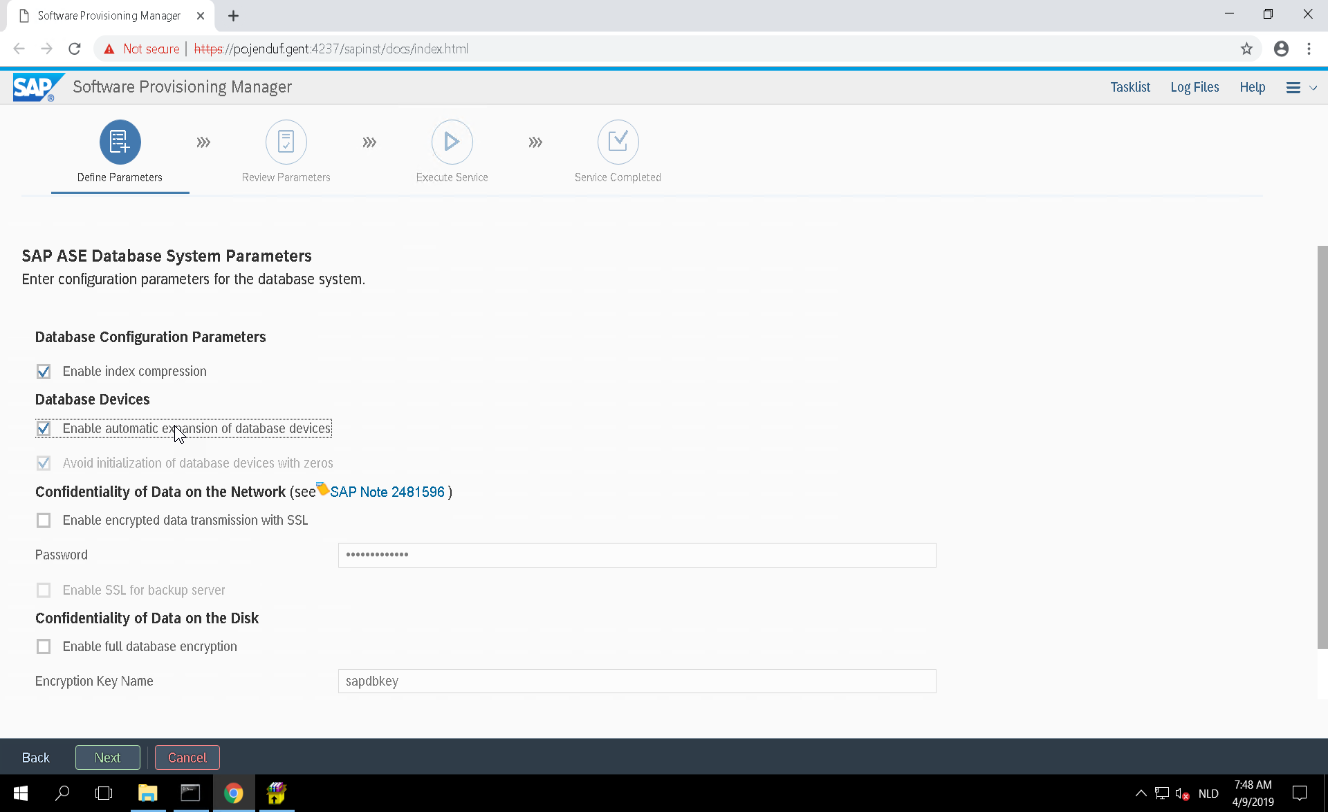 Software Provisioning Manager
Not secure | https://pojenduf.gent:4237/sapinst/docs/index.html
SAP Software Provisioning Manager Tasklist Log Files Help
Define Parameters Review Parameters Execute Service Service Completed
SAP ASE Database System Parameters
Enter configuration parameters for the database system.
Database Configuration Parameters
Enable index compression
Database Devices
Enable automatic expansion of database devices
Avoid initialization of database devices with zeros
Confidentiality of Data on the Network (see SAP Note 2481596 )
Enable encrypted data transmission with SSL
Password •••••••••••••
Enable SSL for backup server
Confidentiality of Data on the Disk
Enable full database encryption
Encryption Key Name sapdbkey
Back Next Cancel
NLD 7:48 AM
4/9/2019